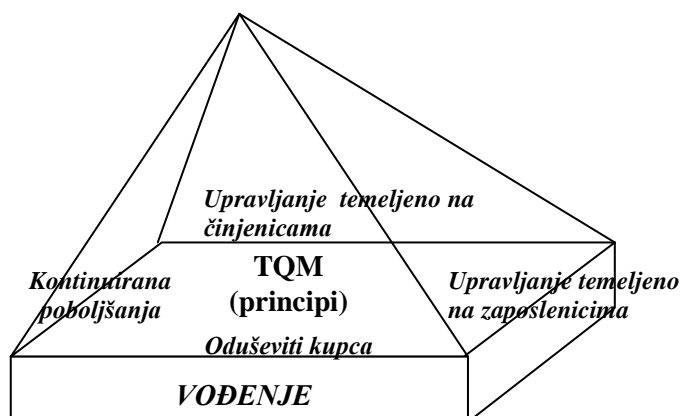 Upravljanje temeljeno na
činjenicama
TQM
(principi)
Kontinuirana
poboljšanja
Upravljanje temeljeno
na zaposlenicima
Oduševiti kupca
VOĐENJE